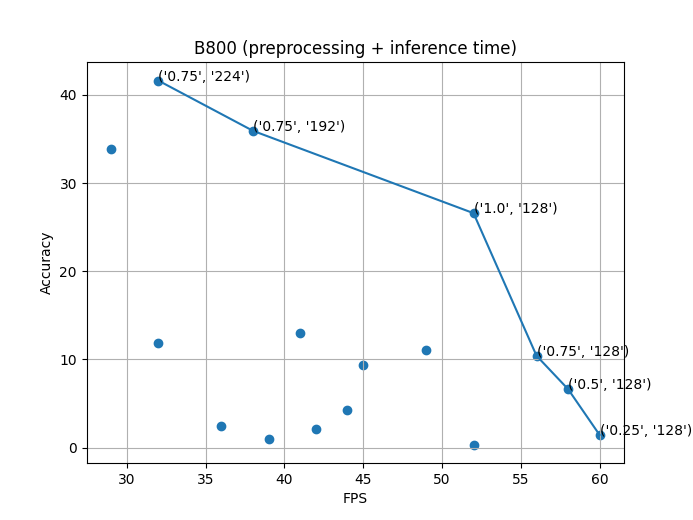 B800 (preprocessing + inference time)
('0.75', '224')
('0.75', '192')
('1.0', '128')
('0.75', '128')
('0.5', '128')
('0.25', '128')
Accuracy
40
30
20
10
0
30 35 40 45 50 55 60
FPS